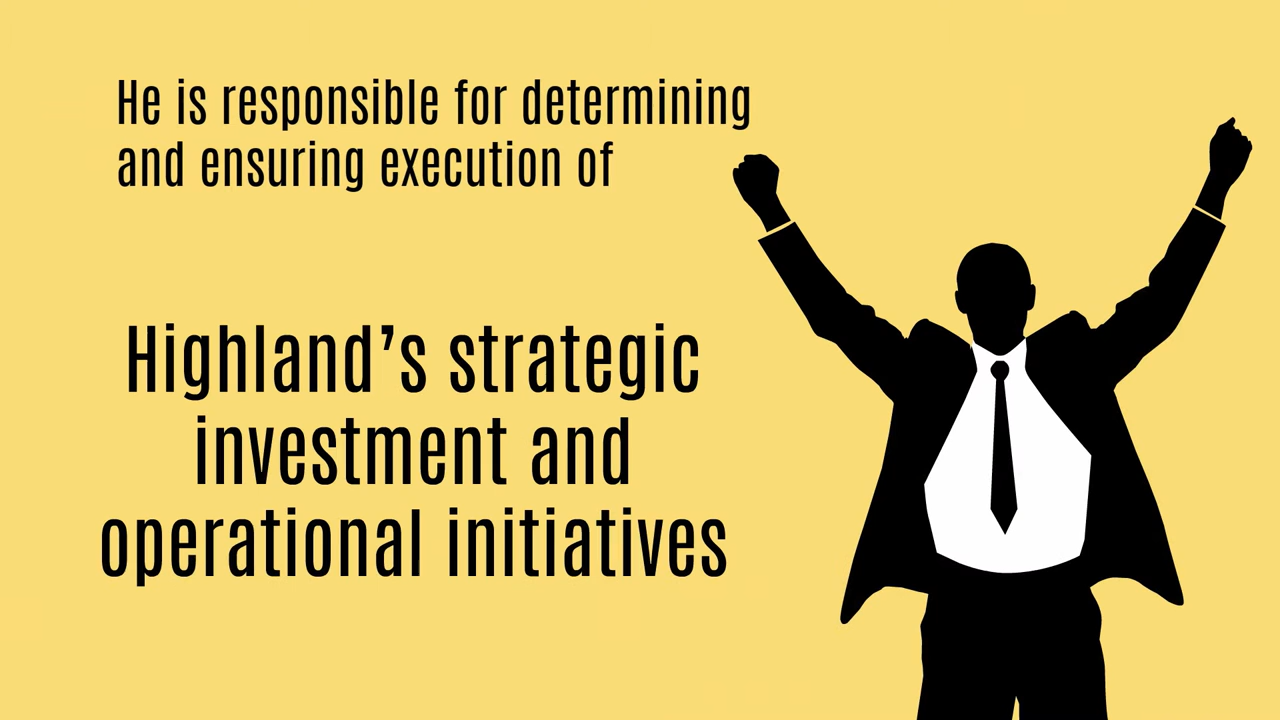 He is responsible for determining
and ensuring execution of
Highland’s strategic
investment and
operational initiatives